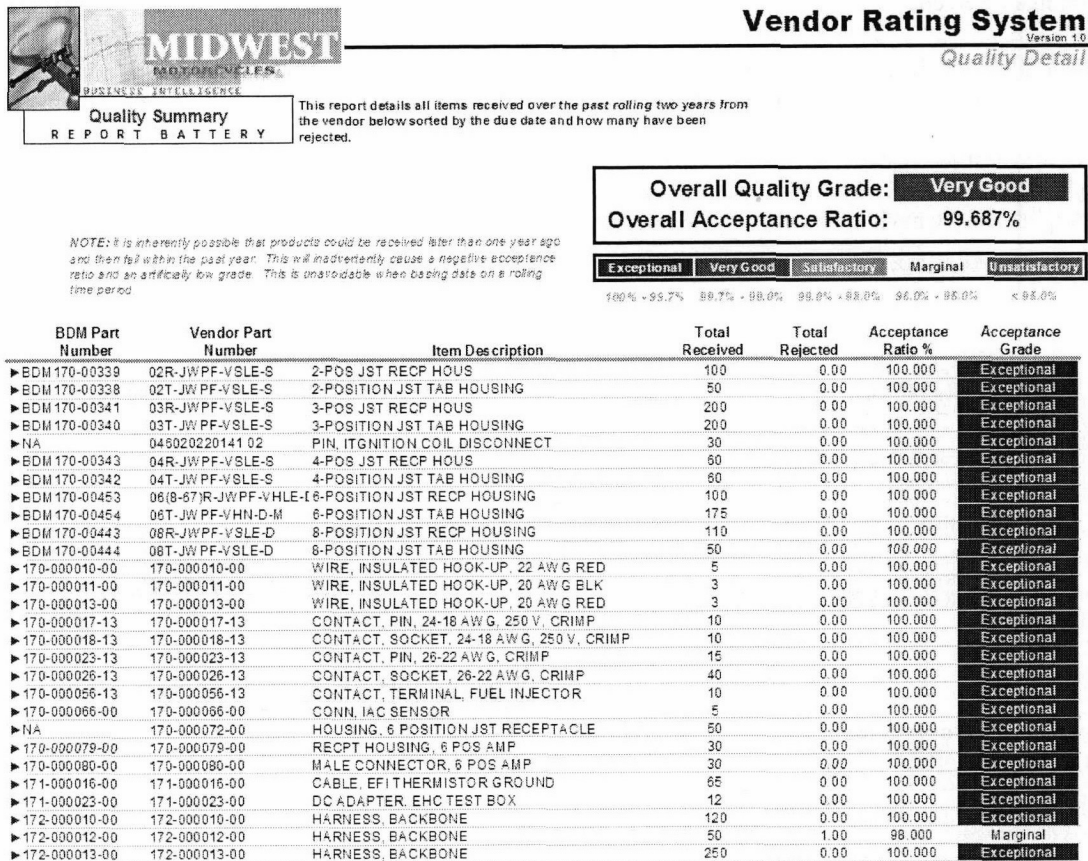 Vendor Rating System
Version 1.0
Quality Detail
MIDWEST
MOTORCYCLES
BUSINESS INTELLIGENCE
Quality Summary
REPORT BATTERY
This report details all items received over the past rolling two years from
the vendor below sorted by the due date and how many have been
rejected.
Overall Quality Grade: Very Good
Overall Acceptance Ratio: 99.687%
NOTE: It is inherently possible that products could be received later than one year ago
and then fall within the past year. This will inadvertently cause a negative acceptance
ratio and an artificially low grade. This is unavoidable when basing data on a rolling
time period
Exceptional Very Good Satisfactory Marginal Unsatisfactory
100% - 99.7% 99.7% - 99.0% 99.0% - 98.0% 98.0% - 95.0% < 95.0%
BDM Part Number Vendor Part Number Item Description Total Received Total Rejected Acceptance Ratio % Acceptance Grade
►BDM170-00339 02R-JWPF-VSLE-S 2-POS JST RECP HOUS 100 0.00 100.000 Exceptional
►BDM170-00338 02T-JWPF-VSLE-S 2-POSITION JST TAB HOUSING 50 0.00 100.000 Exceptional
►BDM170-00341 03R-JWPF-VSLE-S 3-POS JST RECP HOUS 200 0.00 100.000 Exceptional
►BDM170-00340 03T-JWPF-VSLE-S 3-POSITION JST TAB HOUSING 200 0.00 100.000 Exceptional
►NA 04602022014102 PIN, ITGNITION COIL DISCONNECT 30 0.00 100.000 Exceptional
►BDM170-00343 04R-JWPF-VSLE-S 4-POS JST RECP HOUS 60 0.00 100.000 Exceptional
►BDM170-00342 04T-JWPF-VSLE-S 4-POSITION JST TAB HOUSING 60 0.00 100.000 Exceptional
►BDM170-00453 06(8-67)R-JWPF-VHLE-D 6-POSITION JST RECP HOUSING 100 0.00 100.000 Exceptional
►BDM170-00454 06T-JWPF-VHN-D-M 6-POSITION JST TAB HOUSING 175 0.00 100.000 Exceptional
►BDM170-00443 08R-JWPF-VSLE-D 8-POSITION JST RECP HOUSING 110 0.00 100.000 Exceptional
►BDM170-00444 08T-JWPF-VSLE-D 8-POSITION JST TAB HOUSING 50 0.00 100.000 Exceptional
►170-000010-00 170-000010-00 WIRE, INSULATED HOOK-UP, 22 AWG RED 5 0.00 100.000 Exceptional
►170-000011-00 170-000011-00 WIRE, INSULATED HOOK-UP, 20 AWG BLK 3 0.00 100.000 Exceptional
►170-000013-00 170-000013-00 WIRE, INSULATED HOOK-UP, 20 AWG RED 3 0.00 100.000 Exceptional
►170-000017-13 170-000017-13 CONTACT, PIN, 24-18 AWG, 250 V, CRIMP 10 0.00 100.000 Exceptional
►170-000018-13 170-000018-13 CONTACT, SOCKET, 24-18 AWG, 250 V, CRIMP 10 0.00 100.000 Exceptional
►170-000023-13 170-000023-13 CONTACT, PIN, 26-22 AWG, CRIMP 15 0.00 100.000 Exceptional
►170-000026-13 170-000026-13 CONTACT, SOCKET, 26-22 AWG, CRIMP 40 0.00 100.000 Exceptional
►170-000056-13 170-000056-13 CONTACT, TERMINAL, FUEL INJECTOR 10 0.00 100.000 Exceptional
►170-000066-00 170-000066-00 CONN, IAC SENSOR 5 0.00 100.000 Exceptional
►NA 170-000072-00 HOUSING, 6 POSITION JST RECEPTACLE 50 0.00 100.000 Exceptional
►170-000079-00 170-000079-00 RECPT HOUSING, 6 POS AMP 30 0.00 100.000 Exceptional
►170-000080-00 170-000080-00 MALE CONNECTOR, 6 POS AMP 30 0.00 100.000 Exceptional
►171-000016-00 171-000016-00 CABLE, EFI THERMISTOR GROUND 65 0.00 100.000 Exceptional
►171-000023-00 171-000023-00 DC ADAPTER. EHC TEST BOX 12 0.00 100.000 Exceptional
►172-000010-00 172-000010-00 HARNESS, BACKBONE 120 0.00 100.000 Exceptional
►172-000012-00 172-000012-00 HARNESS, BACKBONE 50 1.00 98.000 Marginal
►172-000013-00 172-000013-00 HARNESS, BACKBONE 250 0.00 100.000 Exceptional